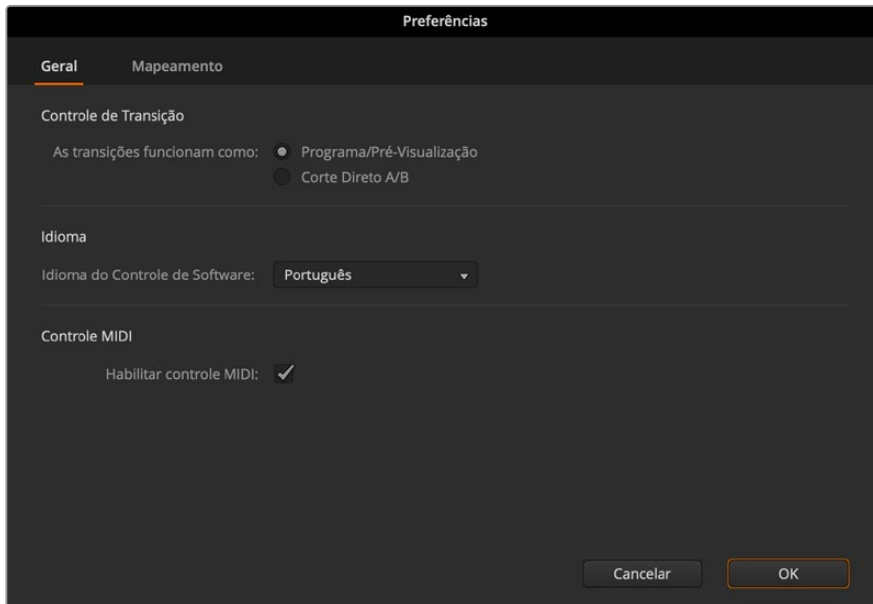 Preferências
Geral Mapeamento
Controle de Transição
As transições funcionam como: Programa/Pré-Visualização
Corte Direto A/B
Idioma
Idioma do Controle de Software: Português
Controle MIDI
Habilitar controle MIDI:
Cancelar OK